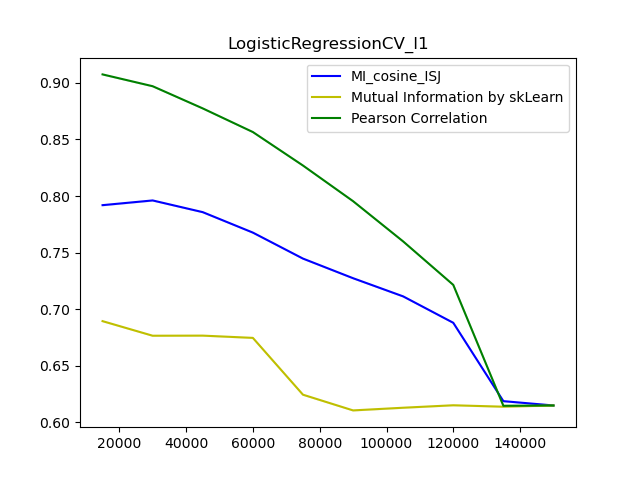 LogisticRegressionCV_l1
MI_cosine_ISJ
Mutual Information by skLearn
Pearson Correlation
0.90
0.85
0.80
0.75
0.70
0.65
0.60
20000 40000 60000 80000 100000 120000 140000